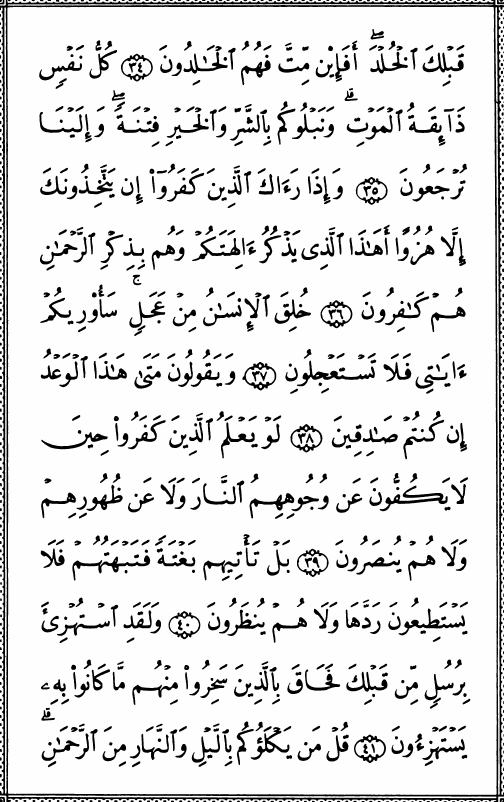 قَبْلِكَ ٱلْخُلْدَۖ أَفَإِي۟ن مِّتَّ فَهُمُ ٱلْخَٰلِدُونَ ٣٤ كُلُّ نَفْسٍ
ذَآئِقَةُ ٱلْمَوْتِۗ وَنَبْلُوكُم بِٱلشَّرِّ وَٱلْخَيْرِ فِتْنَةًۖ وَإِلَيْنَا
تُرْجَعُونَ ٣٥ وَإِذَا رَءَاكَ ٱلَّذِينَ كَفَرُوٓا۟ إِن يَتَّخِذُونَكَ
إِلَّا هُزُوًا أَهَٰذَا ٱلَّذِى يَذْكُرُ ءَالِهَتَكُمْ وَهُم بِذِكْرِ ٱلرَّحْمَٰنِ
هُمْ كَٰفِرُونَ ٣٦ خُلِقَ ٱلْإِنسَٰنُ مِنْ عَجَلٍۚ سَأُو۟رِيكُمْ
ءَايَٰتِى فَلَا تَسْتَعْجِلُونِ ٣٧ وَيَقُولُونَ مَتَىٰ هَٰذَا ٱلْوَعْدُ
إِن كُنتُمْ صَٰدِقِينَ ٣٨ لَوْ يَعْلَمُ ٱلَّذِينَ كَفَرُوا۟ حِينَ
لَا يَكُفُّونَ عَن وُجُوهِهِمُ ٱلنَّارَ وَلَا عَن ظُهُورِهِمْ
وَلَا هُمْ يُنصَرُونَ ٣٩ بَلْ تَأْتِيهِم بَغْتَةً فَتَبْهَتُهُمْ فَلَا
يَسْتَطِيعُونَ رَدَّهَا وَلَا هُمْ يُنظَرُونَ ٤٠ وَلَقَدِ ٱسْتُهْزِئَ
بِرُسُلٍ مِّن قَبْلِكَ فَحَاقَ بِٱلَّذِينَ سَخِرُوا۟ مِنْهُم مَّا كَانُوا۟ بِهِۦ
يَسْتَهْزِءُونَ ٤١ قُلْ مَن يَكْلَؤُكُم بِٱلَّيْلِ وَٱلنَّهَارِ مِنَ ٱلرَّحْمَٰنِۗ